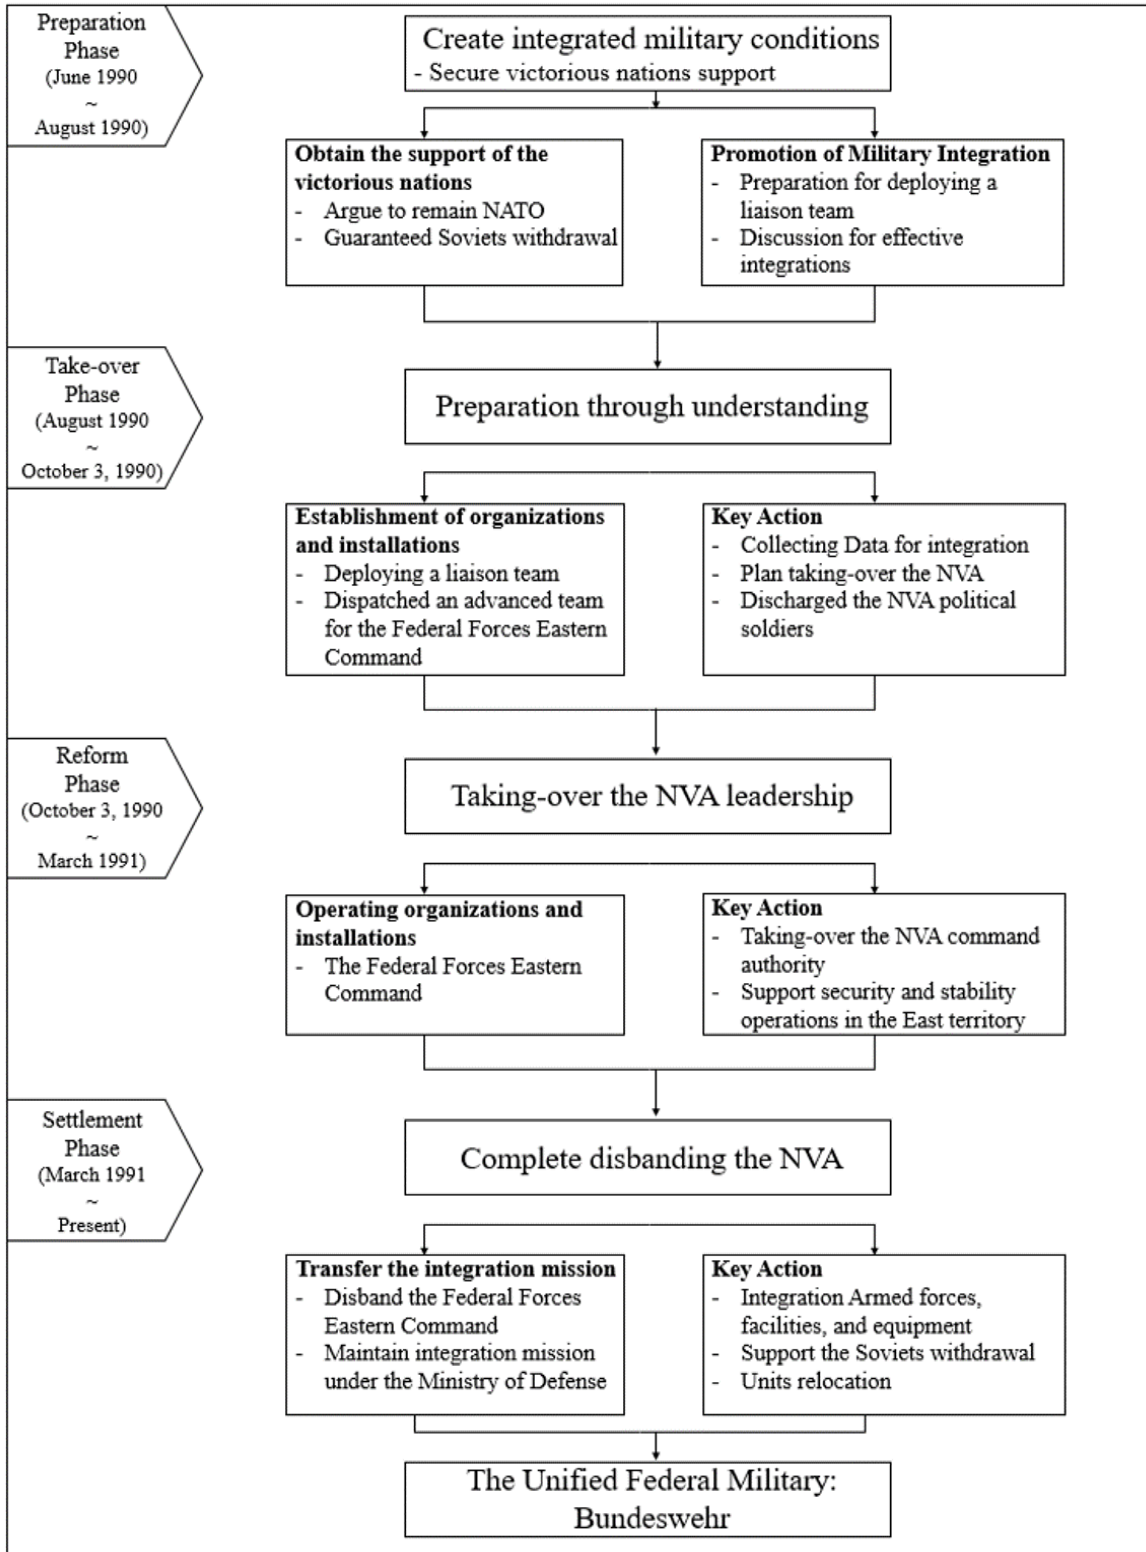 Preparation
Phase
(June 1990
~
August 1990)
Create integrated military conditions
- Secure victorious nations support
Obtain the support of the
victorious nations
- Argue to remain NATO
- Guaranteed Soviets withdrawal
Promotion of Military Integration
- Preparation for deploying a
liaison team
- Discussion for effective
integrations
Take-over
Phase
(August 1990
~
October 3, 1990)
Preparation through understanding
Establishment of organizations
and installations
- Deploying a liaison team
- Dispatched an advanced team
for the Federal Forces Eastern
Command
Key Action
- Collecting Data for integration
- Plan taking-over the NVA
- Discharged the NVA political
soldiers
Reform
Phase
(October 3, 1990
~
March 1991)
Taking-over the NVA leadership
Operating organizations and
installations
- The Federal Forces Eastern
Command
Key Action
- Taking-over the NVA command
authority
- Support security and stability
operations in the East territory
Settlement
Phase
(March 1991
~
Present)
Complete disbanding the NVA
Transfer the integration mission
- Disband the Federal Forces
Eastern Command
- Maintain integration mission
under the Ministry of Defense
Key Action
- Integration Armed forces,
facilities, and equipment
- Support the Soviets withdrawal
- Units relocation
The Unified Federal Military:
Bundeswehr